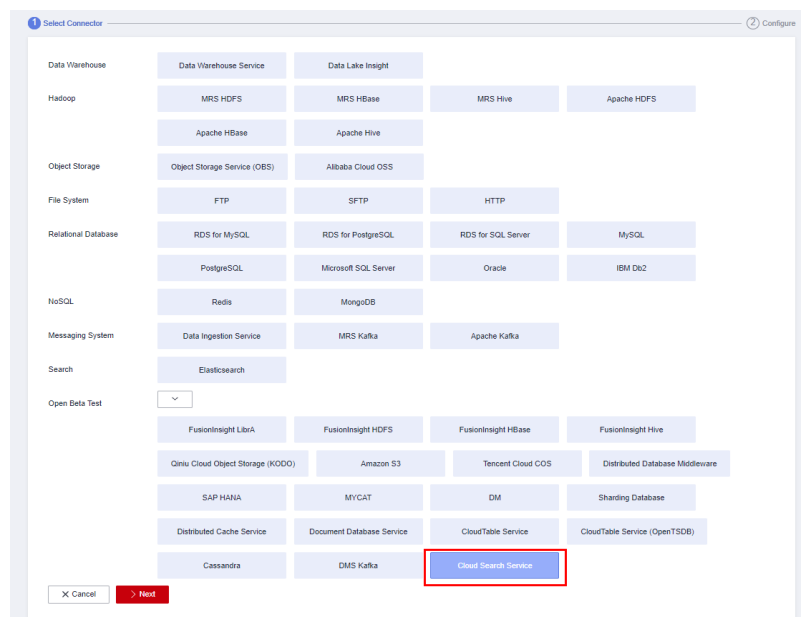 1 Select Connector 2 Configure
Data Warehouse Data Warehouse Service Data Lake Insight
Hadoop MRS HDFS MRS HBase MRS Hive Apache HDFS
Apache HBase Apache Hive
Object Storage Object Storage Service (OBS) Alibaba Cloud OSS
File System FTP SFTP HTTP
Relational Database RDS for MySQL RDS for PostgreSQL RDS for SQL Server MySQL
PostgreSQL Microsoft SQL Server Oracle IBM Db2
NoSQL Redis MongoDB
Messaging System Data Ingestion Service MRS Kafka Apache Kafka
Search Elasticsearch
Open Beta Test
FusionInsight LibrA FusionInsight HDFS FusionInsight HBase FusionInsight Hive
Qiniu Cloud Object Storage (KODO) Amazon S3 Tencent Cloud COS Distributed Database Middleware
SAP HANA MYCAT DM Sharding Database
Distributed Cache Service Document Database Service CloudTable Service CloudTable Service (OpenTSDB)
Cassandra DMS Kafka Cloud Search Service
Cancel Next